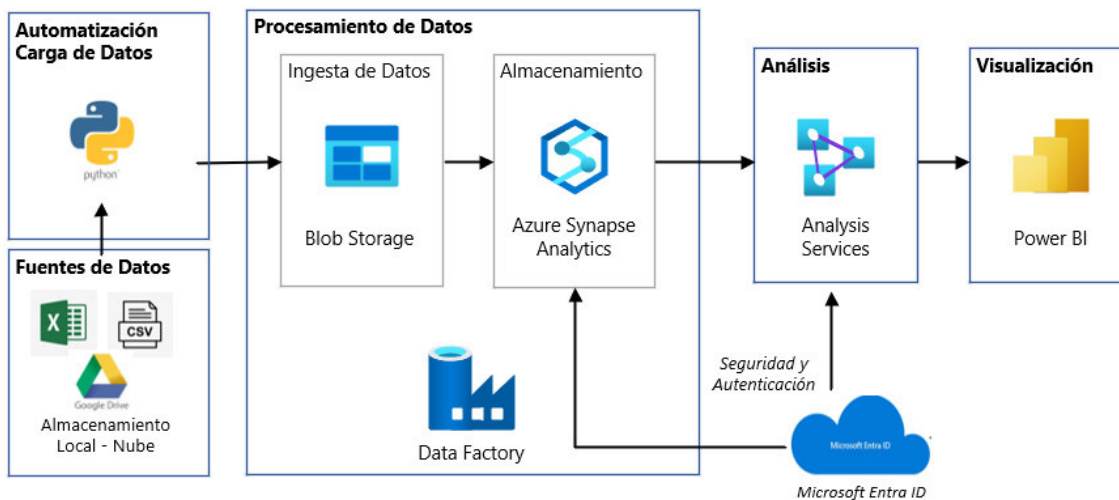 Automatización
Carga de Datos
python
Fuentes de Datos
X
CSV
Google Drive
Almacenamiento
Local - Nube
Procesamiento de Datos
Ingesta de Datos
Blob Storage
Almacenamiento
Azure Synapse
Analytics
Data Factory
Análisis
Analysis
Services
Visualización
Power BI
Seguridad y
Autenticación
Microsoft Entra ID
Microsoft Entra ID